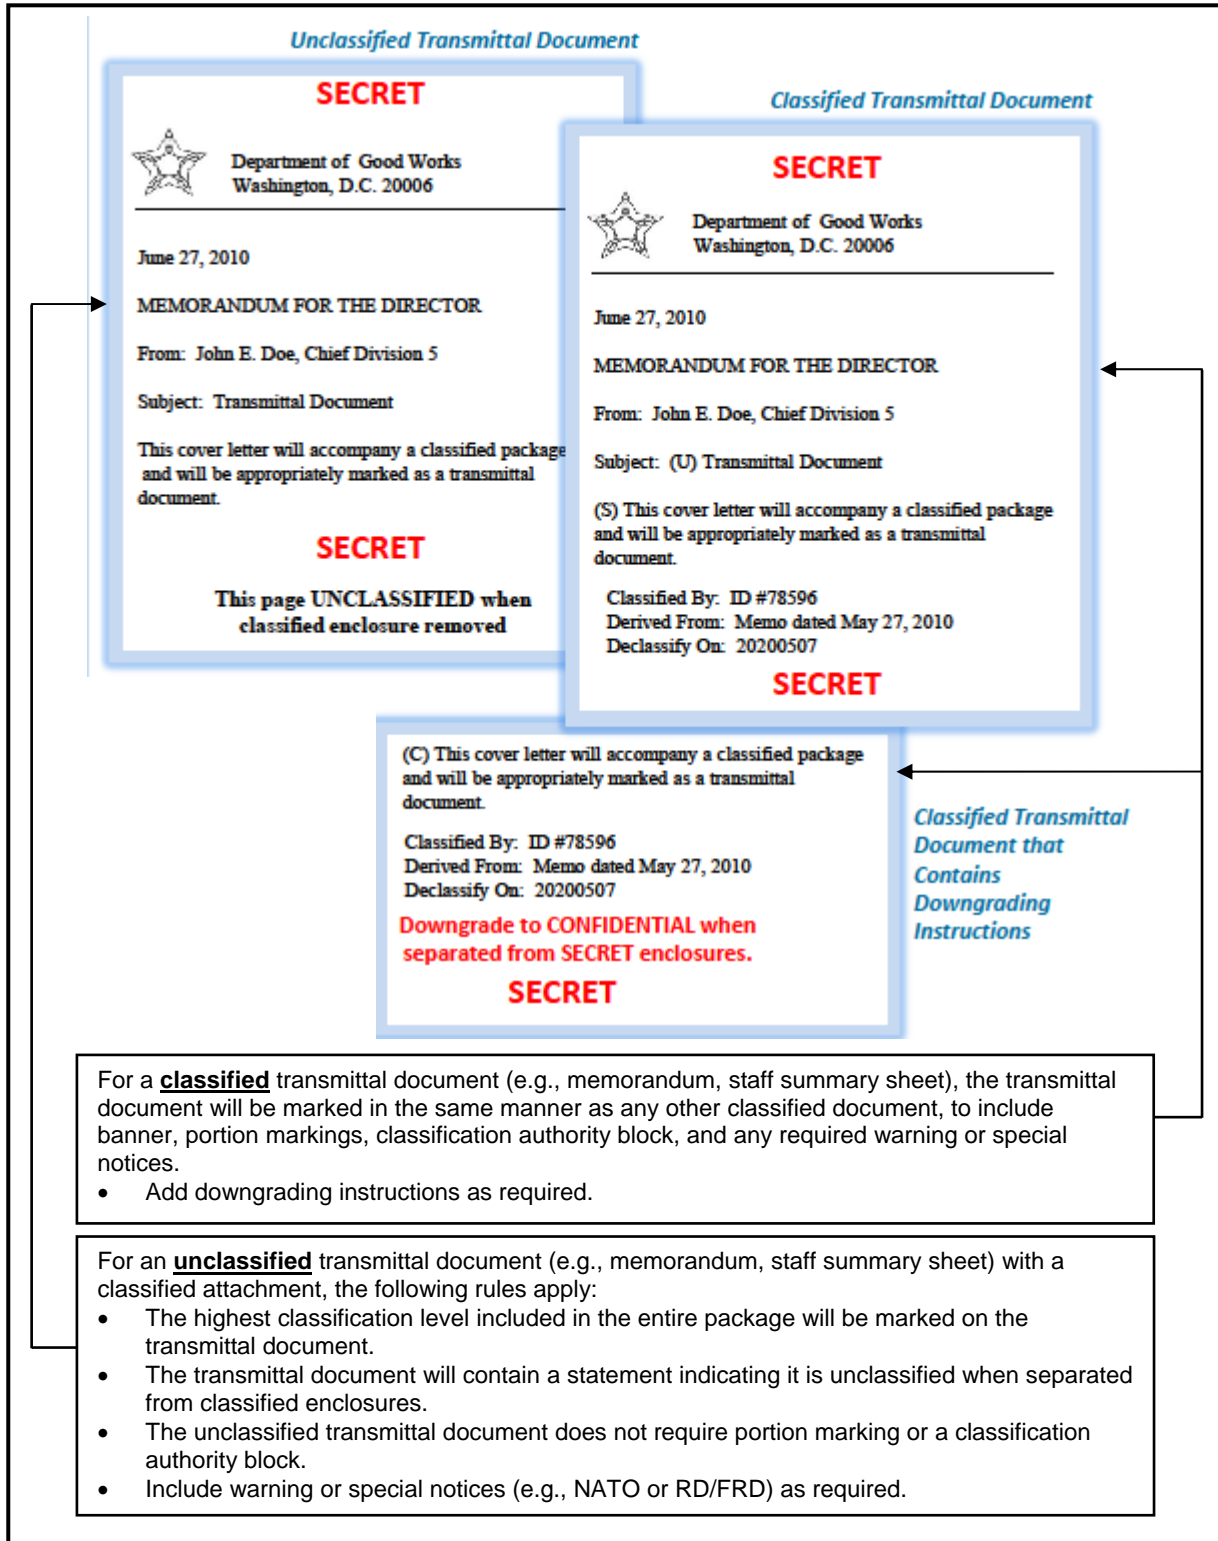 Unclassified Transmittal Document
SECRET
Department of Good Works
Washington, D.C. 20006
June 27, 2010
MEMORANDUM FOR THE DIRECTOR
From: John E. Doe, Chief Division 5
Subject: Transmittal Document
This cover letter will accompany a classified package
and will be appropriately marked as a transmittal
document.
SECRET
This page UNCLASSIFIED when
classified enclosure removed
Classified Transmittal Document
SECRET
Department of Good Works
Washington, D.C. 20006
June 27, 2010
MEMORANDUM FOR THE DIRECTOR
From: John E. Doe, Chief Division 5
Subject: (U) Transmittal Document
(S) This cover letter will accompany a classified package
and will be appropriately marked as a transmittal
document.
Classified By: ID #78596
Derived From: Memo dated May 27, 2010
Declassify On: 20200507
SECRET
(C) This cover letter will accompany a classified package
and will be appropriately marked as a transmittal
document.
Classified By: ID #78596
Derived From: Memo dated May 27, 2010
Declassify On: 20200507
Downgrade to CONFIDENTIAL when
separated from SECRET enclosures.
SECRET
Classified Transmittal
Document that
Contains
Downgrading
Instructions
For a classified transmittal document (e.g., memorandum, staff summary sheet), the transmittal
document will be marked in the same manner as any other classified document, to include
banner, portion markings, classification authority block, and any required warning or special
notices.
• Add downgrading instructions as required.
For an unclassified transmittal document (e.g., memorandum, staff summary sheet) with a
classified attachment, the following rules apply:
• The highest classification level included in the entire package will be marked on the
transmittal document.
• The transmittal document will contain a statement indicating it is unclassified when separated
from classified enclosures.
• The unclassified transmittal document does not require portion marking or a classification
authority block.
• Include warning or special notices (e.g., NATO or RD/FRD) as required.